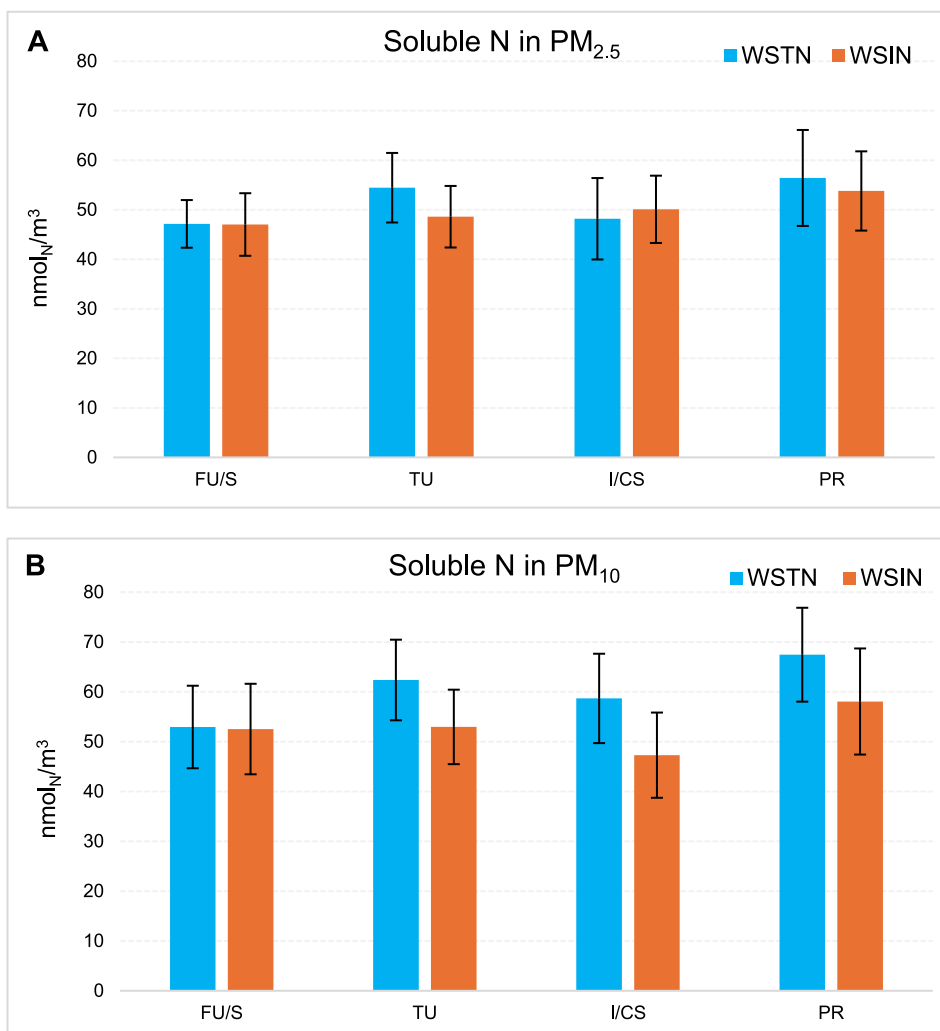 A
Soluble N in PM2.5
WSTN WSIN
80
70
60
50
40
30
20
10
0
nmolN/m³
FU/S TU I/CS PR
B
Soluble N in PM10
WSTN WSIN
80
70
60
50
40
30
20
10
0
nmolN/m³
FU/S TU I/CS PR